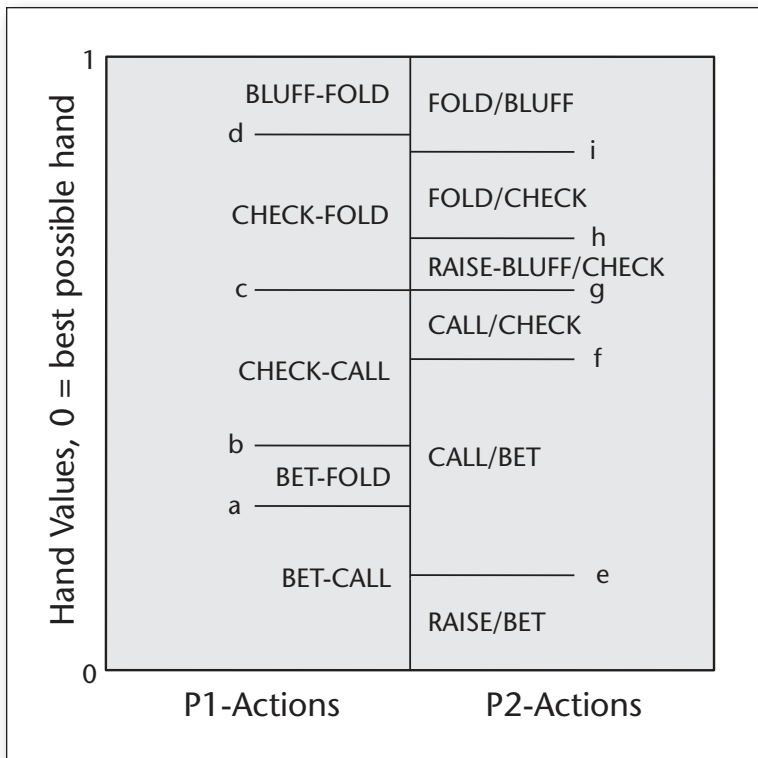 1
BLUFF-FOLD
FOLD/BLUFF
d
i
FOLD/CHECK
CHECK-FOLD
h
RAISE-BLUFF/CHECK
c
g
CALL/CHECK
f
CHECK-CALL
b
CALL/BET
BET-FOLD
a
e
BET-CALL
RAISE/BET
0
Hand Values, 0 = best possible hand
P1-Actions
P2-Actions